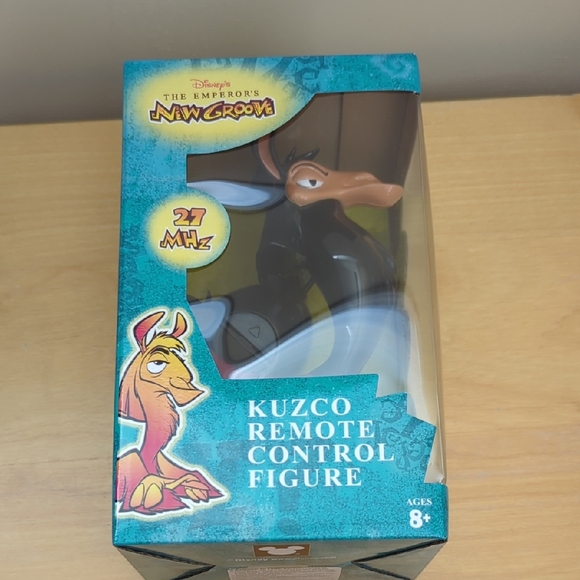 Disney's
THE EMPEROR'S
NEW GROOVE
27
MHz
KUZCO
REMOTE
CONTROL
FIGURE
AGES
8+